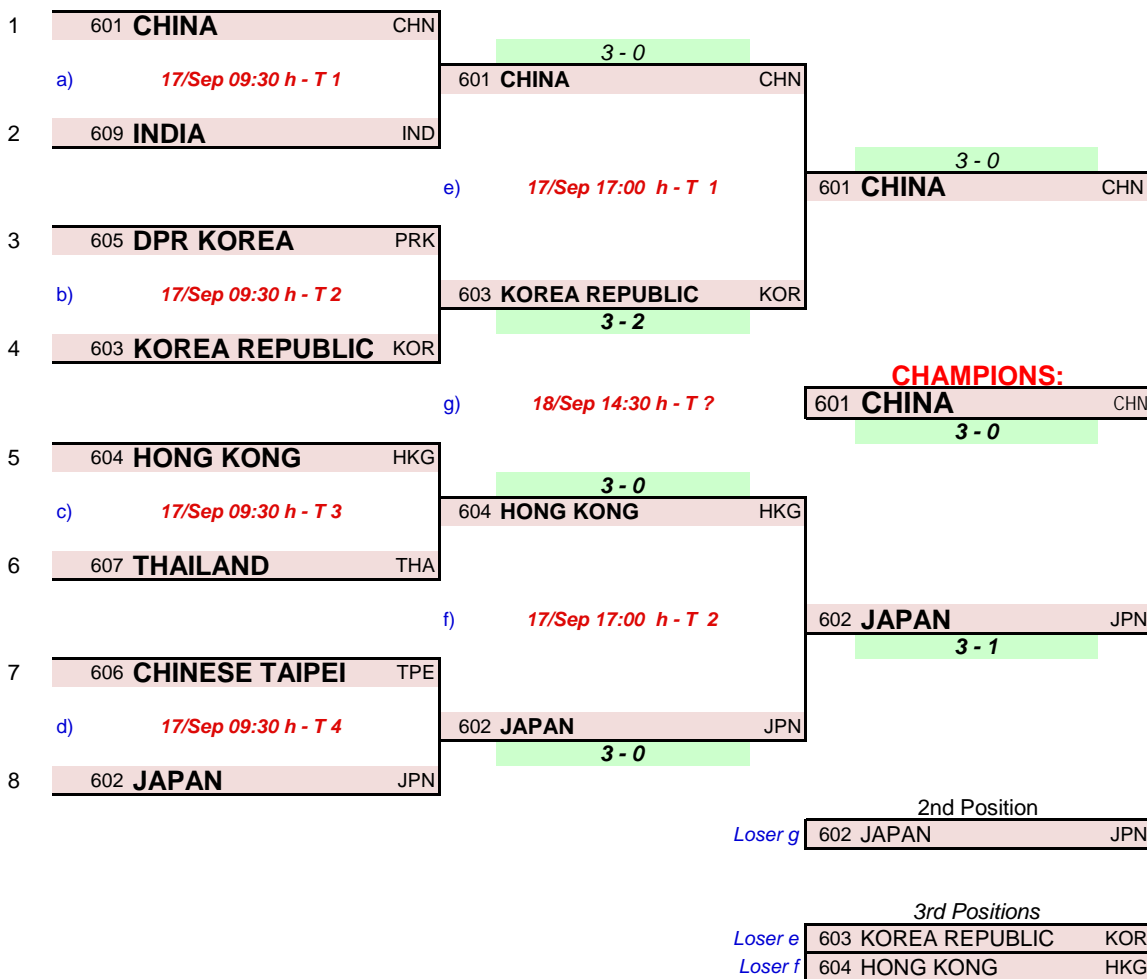 1 601 CHINA CHN
3 - 0
a) 17/Sep 09:30 h - T 1
601 CHINA CHN
2 609 INDIA IND
3 - 0
e) 17/Sep 17:00 h - T 1
601 CHINA CHN
3 605 DPR KOREA PRK
b) 17/Sep 09:30 h - T 2
603 KOREA REPUBLIC KOR
3 - 2
4 603 KOREA REPUBLIC KOR
CHAMPIONS:
g) 18/Sep 14:30 h - T ?
601 CHINA CHN
3 - 0
5 604 HONG KONG HKG
3 - 0
c) 17/Sep 09:30 h - T 3
604 HONG KONG HKG
6 607 THAILAND THA
f) 17/Sep 17:00 h - T 2
602 JAPAN JPN
3 - 1
7 606 CHINESE TAIPEI TPE
d) 17/Sep 09:30 h - T 4
602 JAPAN JPN
3 - 0
8 602 JAPAN JPN
2nd Position
Loser g 602 JAPAN JPN
3rd Positions
Loser e 603 KOREA REPUBLIC KOR
Loser f 604 HONG KONG HKG